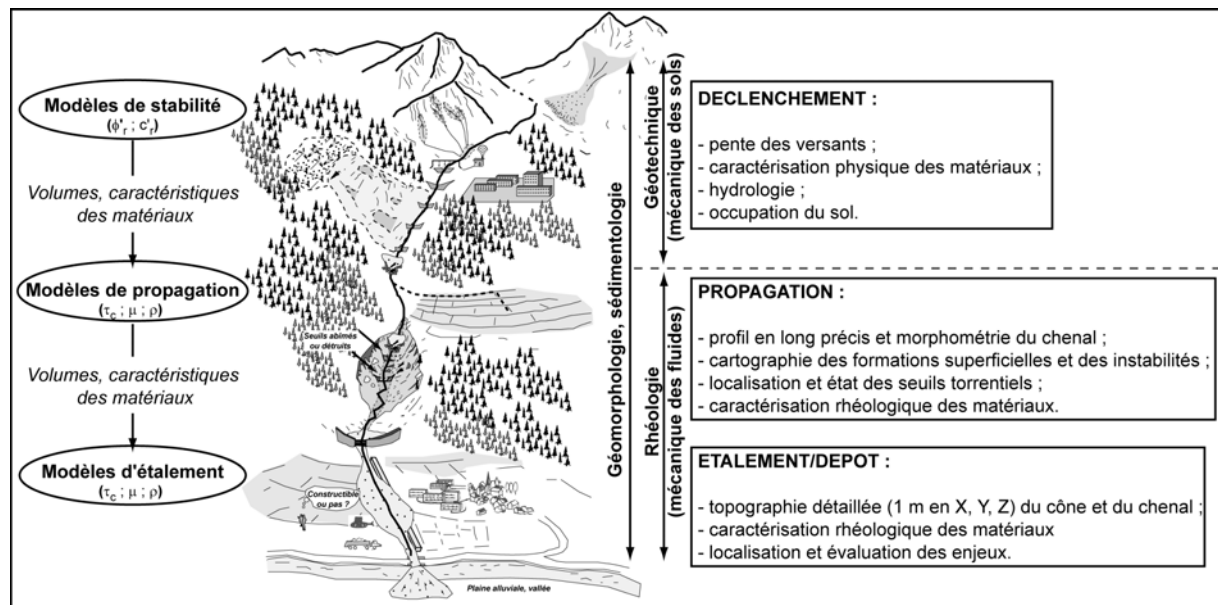 Modèles de stabilité
(ϕ'r ; c'r)
Volumes, caractéristiques
des matériaux
Modèles de propagation
(τc ; μ ; ρ)
Volumes, caractéristiques
des matériaux
Modèles d'étalement
(τc ; μ ; ρ)
Seuils abîmés
ou détruits
Constructible
ou pas ?
Plaine alluviale, vallée
Géomorphologie, sédimentologie
Géotechnique
(mécanique des sols)
Rhéologie
(mécanique des fluides)
DECLENCHEMENT :
- pente des versants ;
- caractérisation physique des matériaux ;
- hydrologie ;
- occupation du sol.
PROPAGATION :
- profil en long précis et morphométrie du chenal ;
- cartographie des formations superficielles et des instabilités ;
- localisation et état des seuils torrentiels ;
- caractérisation rhéologique des matériaux.
ETALEMENT/DEPOT :
- topographie détaillée (1 m en X, Y, Z) du cône et du chenal ;
- caractérisation rhéologique des matériaux
- localisation et évaluation des enjeux.